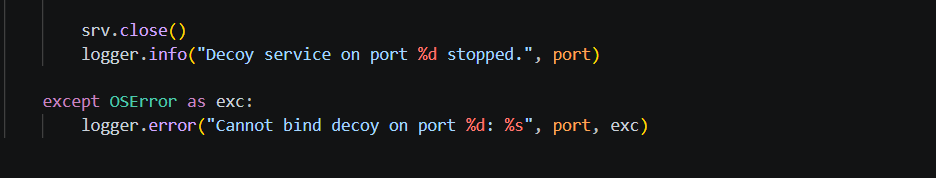 srv.close()
logger.info("Decoy service on port %d stopped.", port)
except OSError as exc:
logger.error("Cannot bind decoy on port %d: %s", port, exc)